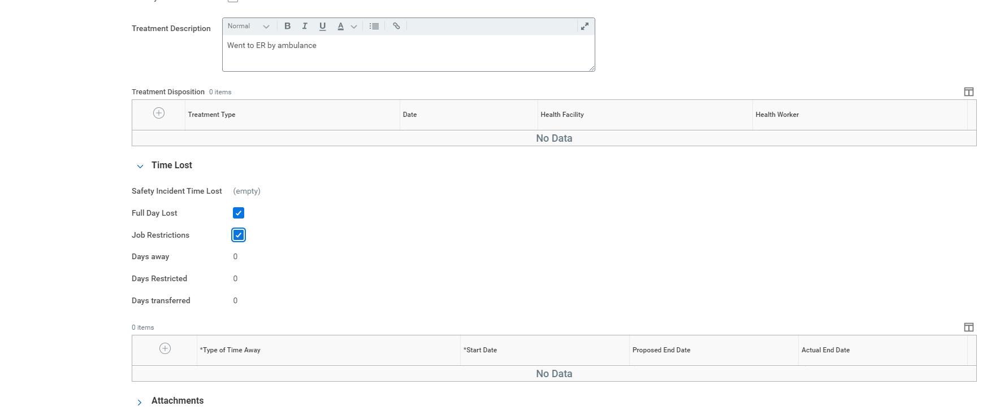 Treatment Description
Normal B I U A
Went to ER by ambulance
Treatment Disposition 0 items
Treatment Type Date Health Facility Health Worker
No Data
Time Lost
Safety Incident Time Lost (empty)
Full Day Lost
Job Restrictions
Days away 0
Days Restricted 0
Days transferred 0
0 items
*Type of Time Away *Start Date Proposed End Date Actual End Date
No Data
Attachments